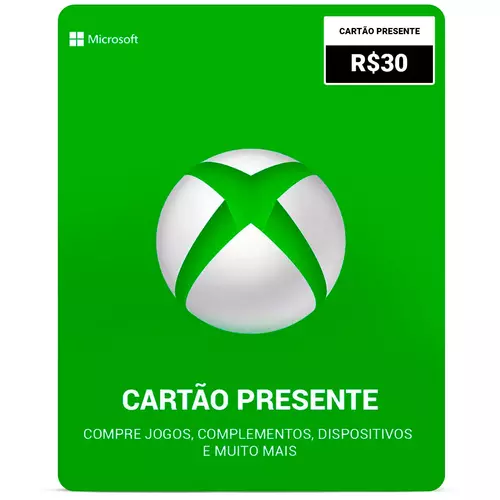 Microsoft
CARTÃO PRESENTE
R$30
CARTÃO PRESENTE
COMPRE JOGOS, COMPLEMENTOS, DISPOSITIVOS
E MUITO MAIS